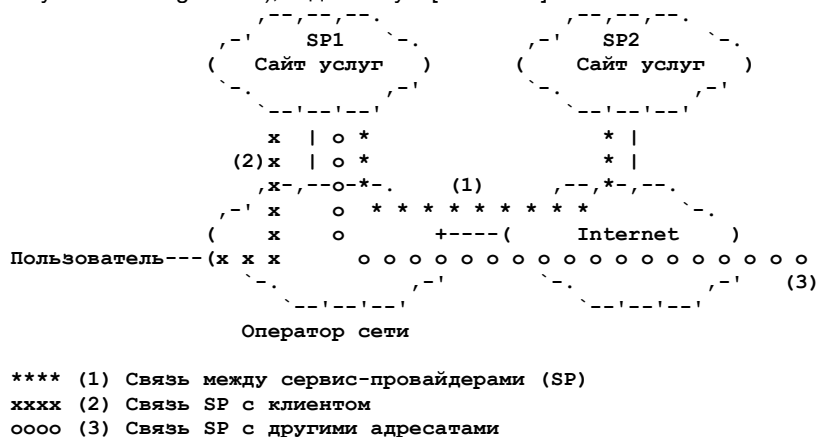 SP1 SP2
Сайт услуг Сайт услуг
(2)
(1)
Internet
Пользователь
(3)
Оператор сети
**** (1) Связь между сервис-провайдерами (SP)
xxxx (2) Связь SP с клиентом
oooo (3) Связь SP с другими адресатами